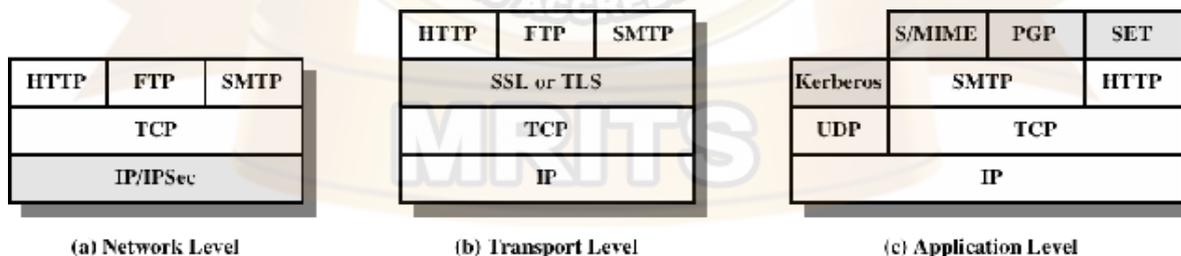 HTTP FTP SMTP
TCP
IP/IPSec
(a) Network Level
HTTP FTP SMTP
SSL or TLS
TCP
IP
(b) Transport Level
S/MIME PGP SET
Kerberos SMTP HTTP
UDP TCP
IP
(c) Application Level
MRITS